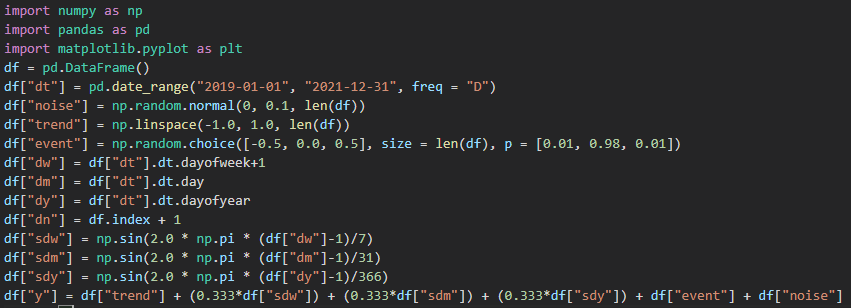 import numpy as np
import pandas as pd
import matplotlib.pyplot as plt
df = pd.DataFrame()
df["dt"] = pd.date_range("2019-01-01", "2021-12-31", freq = "D")
df["noise"] = np.random.normal(0, 0.1, len(df))
df["trend"] = np.linspace(-1.0, 1.0, len(df))
df["event"] = np.random.choice([-0.5, 0.0, 0.5], size = len(df), p = [0.01, 0.98, 0.01])
df["dw"] = df["dt"].dt.dayofweek+1
df["dm"] = df["dt"].dt.day
df["dy"] = df["dt"].dt.dayofyear
df["dn"] = df.index + 1
df["sdw"] = np.sin(2.0 * np.pi * (df["dw"]-1)/7)
df["sdm"] = np.sin(2.0 * np.pi * (df["dm"]-1)/31)
df["sdy"] = np.sin(2.0 * np.pi * (df["dy"]-1)/366)
df["y"] = df["trend"] + (0.333*df["sdw"]) + (0.333*df["sdm"]) + (0.333*df["sdy"]) + df["event"] + df["noise"]